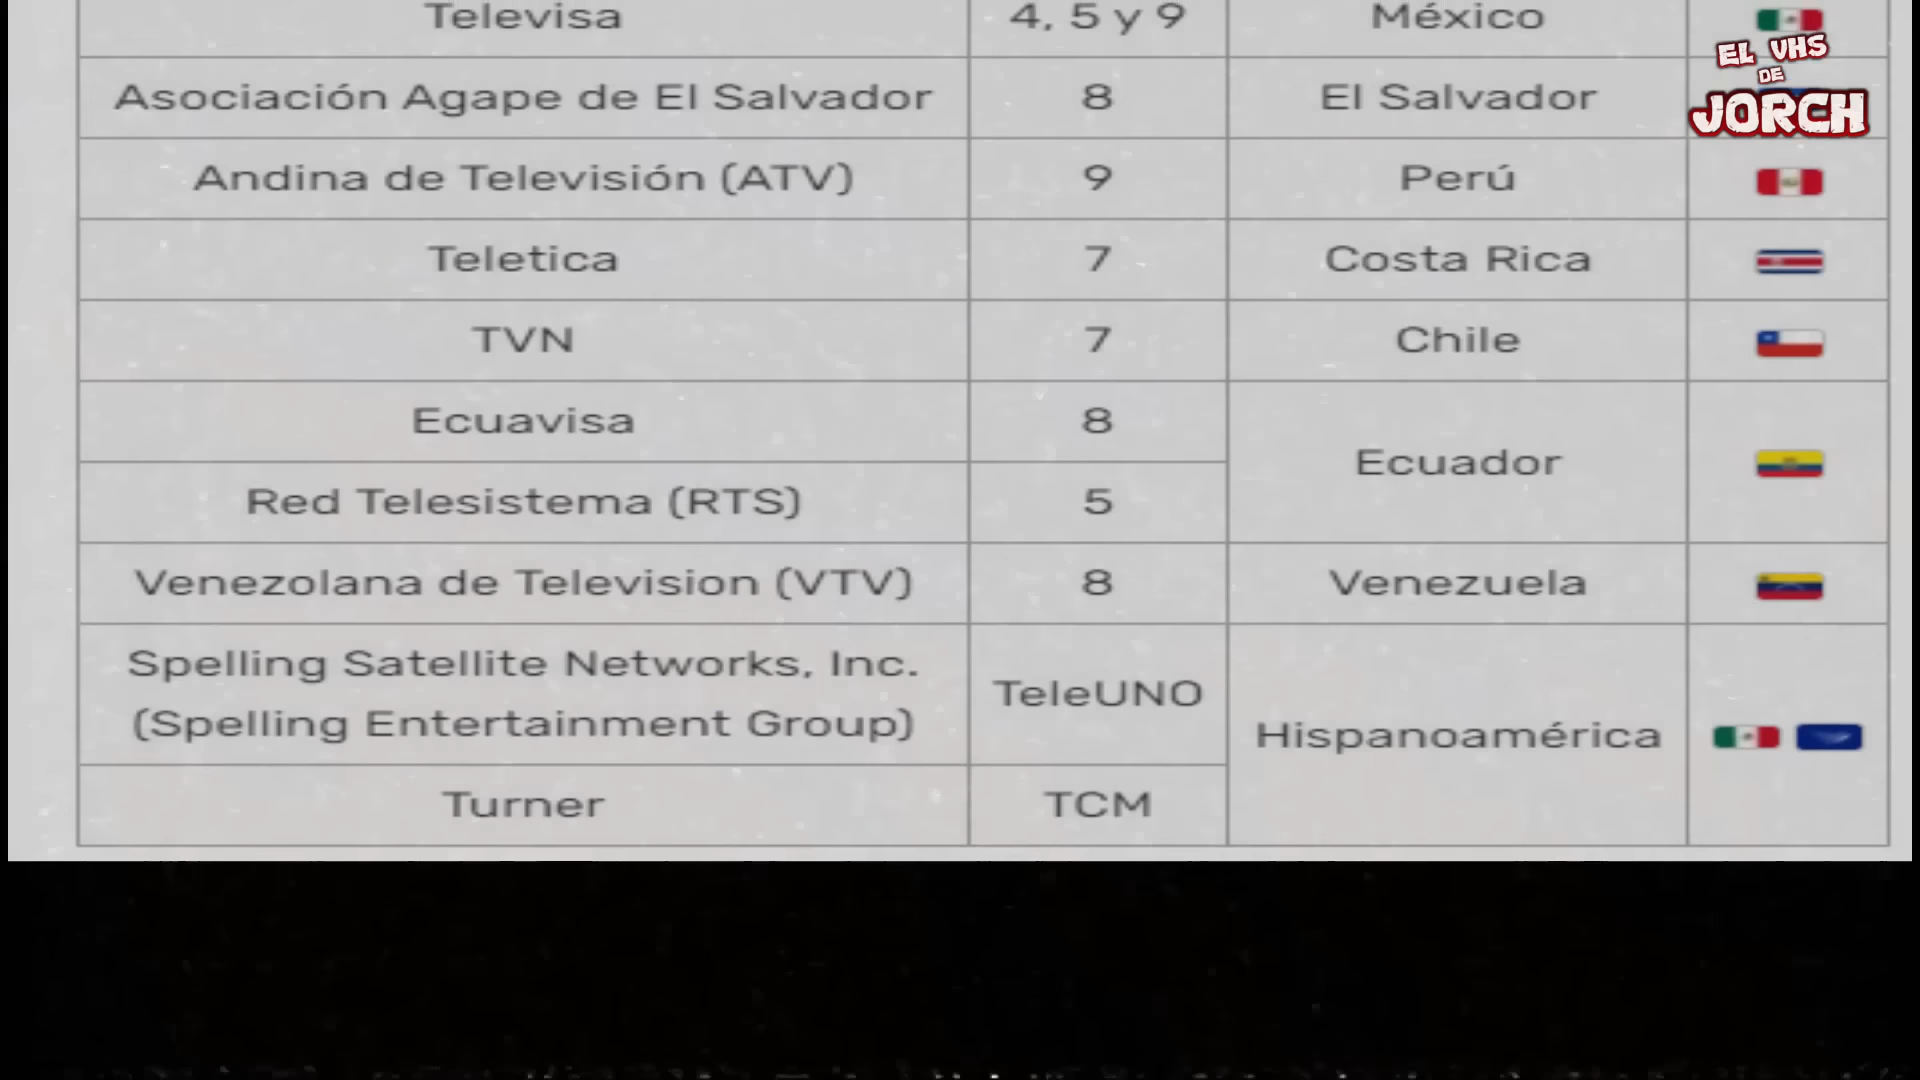 Televisa 4, 5 y 9 México
EL VHS
DE
JORCH
Asociación Agape de El Salvador 8 El Salvador
Andina de Televisión (ATV) 9 Perú
Teletica 7 Costa Rica
TVN 7 Chile
Ecuavisa 8
Ecuador
Red Telesistema (RTS) 5
Venezolana de Television (VTV) 8 Venezuela
Spelling Satellite Networks, Inc.
(Spelling Entertainment Group)
TeleUNO
Hispanoamérica
Turner TCM